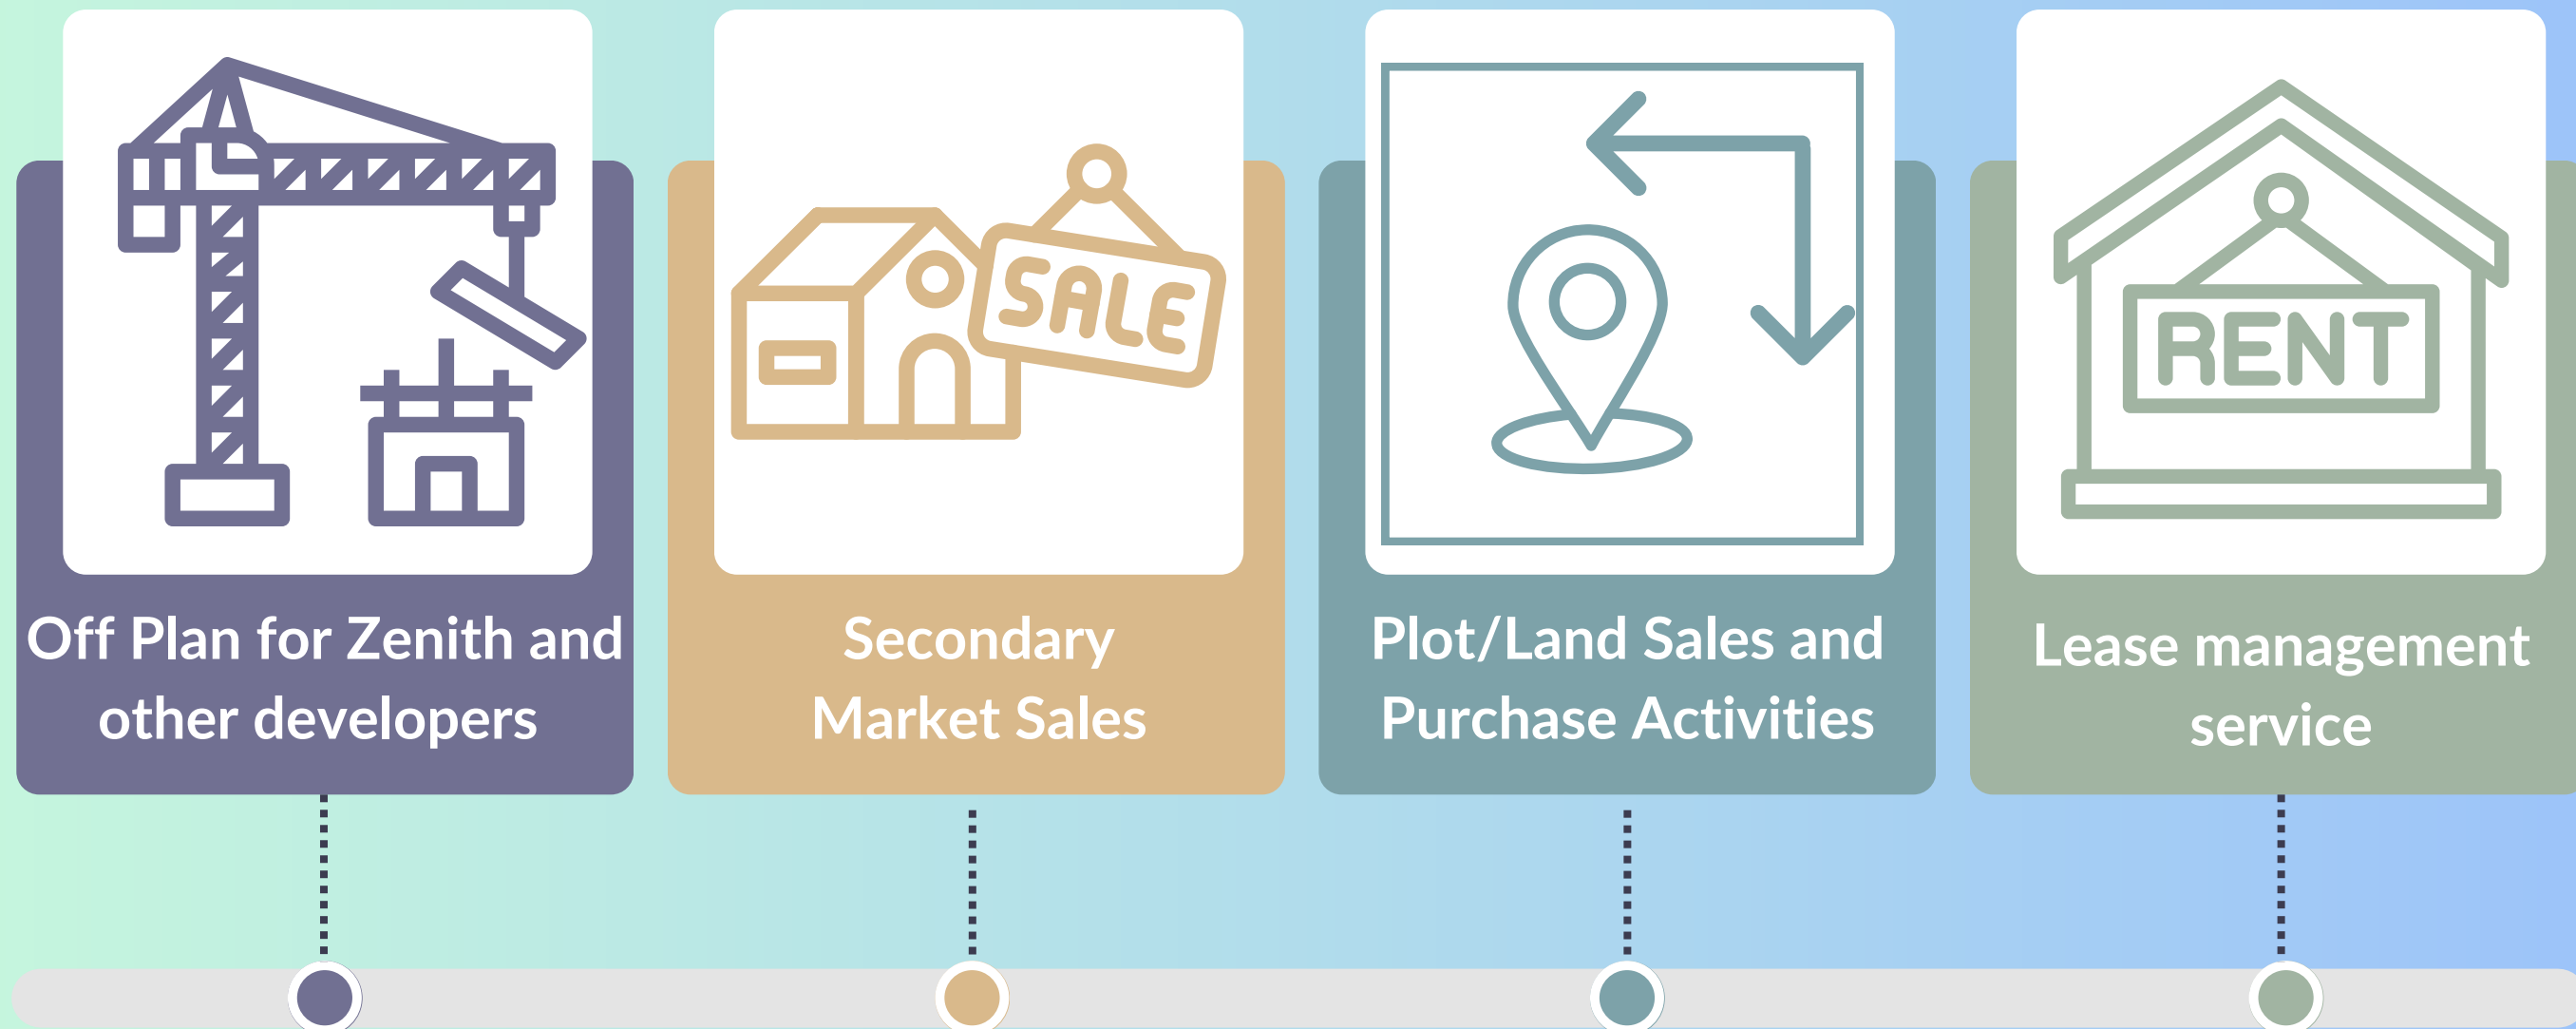 SALE
RENT
Off Plan for Zenith and
other developers
Secondary
Market Sales
Plot/Land Sales and
Purchase Activities
Lease management
service